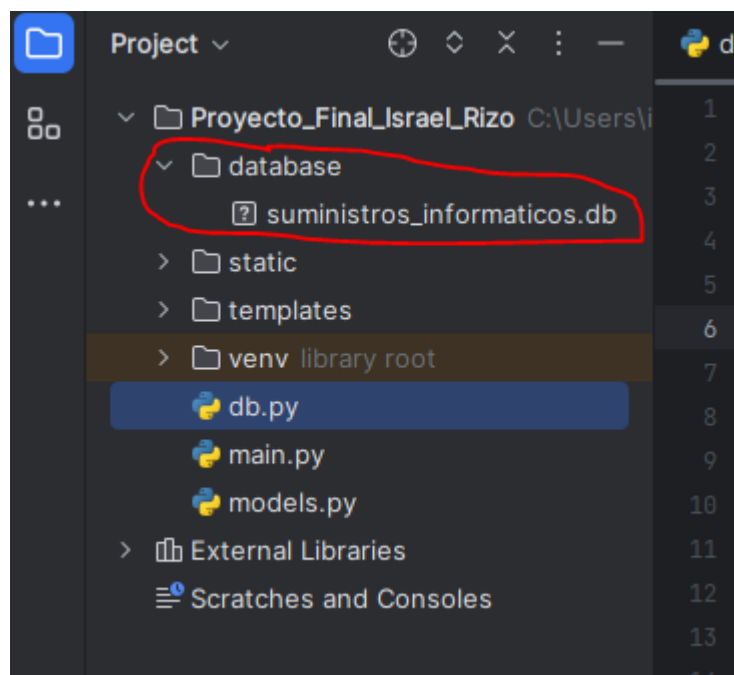 Project
d
Proyecto_Final_Israel_Rizo C:\Users\i
database
? suministros_informaticos.db
static
templates
venv library root
db.py
main.py
models.py
External Libraries
Scratches and Consoles
1
2
3
4
5
6
7
8
9
10
11
12
13